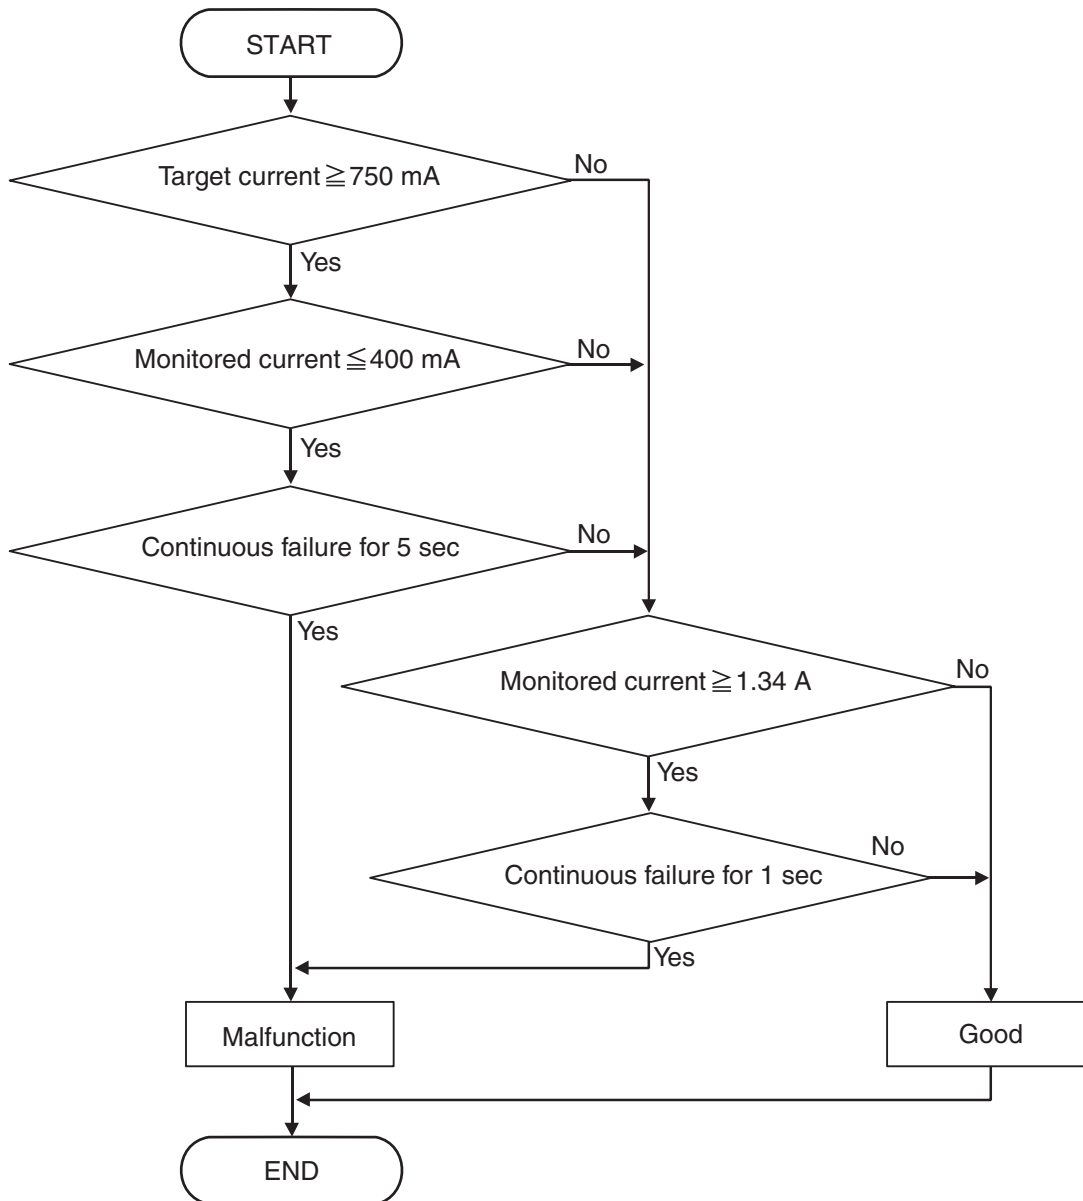 START
Target current ≧ 750 mA
No
Yes
Monitored current ≦ 400 mA
No
Yes
Continuous failure for 5 sec
No
Yes
Monitored current ≧ 1.34 A
No
Yes
Continuous failure for 1 sec
No
Yes
Malfunction
Good
END